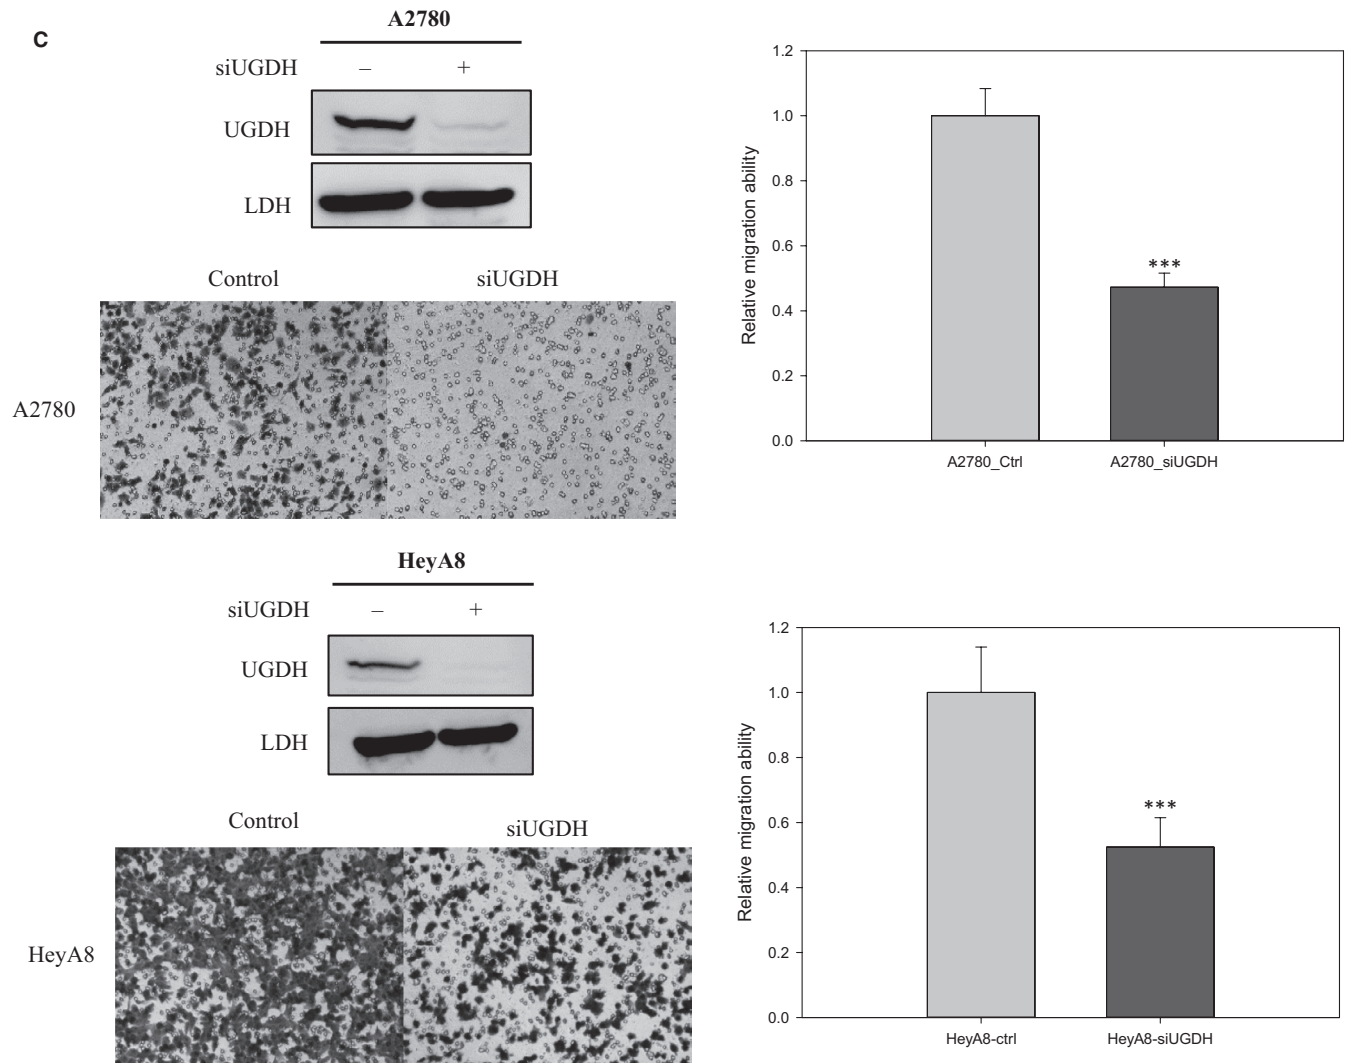 C
A2780
siUGDH – +
UGDH
LDH
Control siUGDH
A2780
1.2
1.0
0.8
0.6
0.4
0.2
0.0
Relative migration ability
***
A2780_Ctrl A2780_siUGDH
HeyA8
siUGDH – +
UGDH
LDH
Control siUGDH
HeyA8
1.2
1.0
0.8
0.6
0.4
0.2
0.0
Relative migration ability
***
HeyA8-ctrl HeyA8-siUGDH